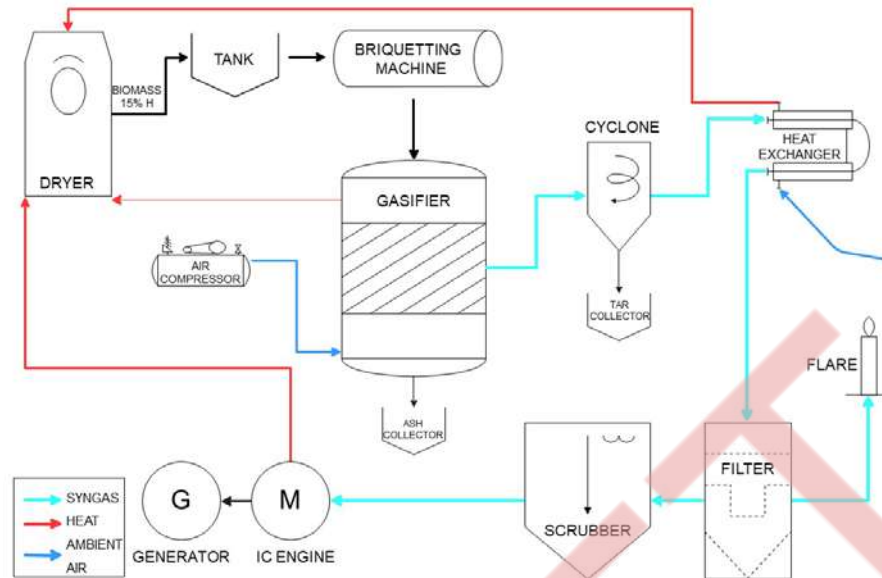 TANK
BRIQUETTING
MACHINE
BIOMASS
15% H
DRYER
CYCLONE
HEAT
EXCHANGER
GASIFIER
AIR
COMPRESSOR
TAR
COLLECTOR
FLARE
ASH
COLLECTOR
FILTER
SCRUBBER
G
M
GENERATOR
IC ENGINE
SYNGAS
HEAT
AMBIENT
AIR